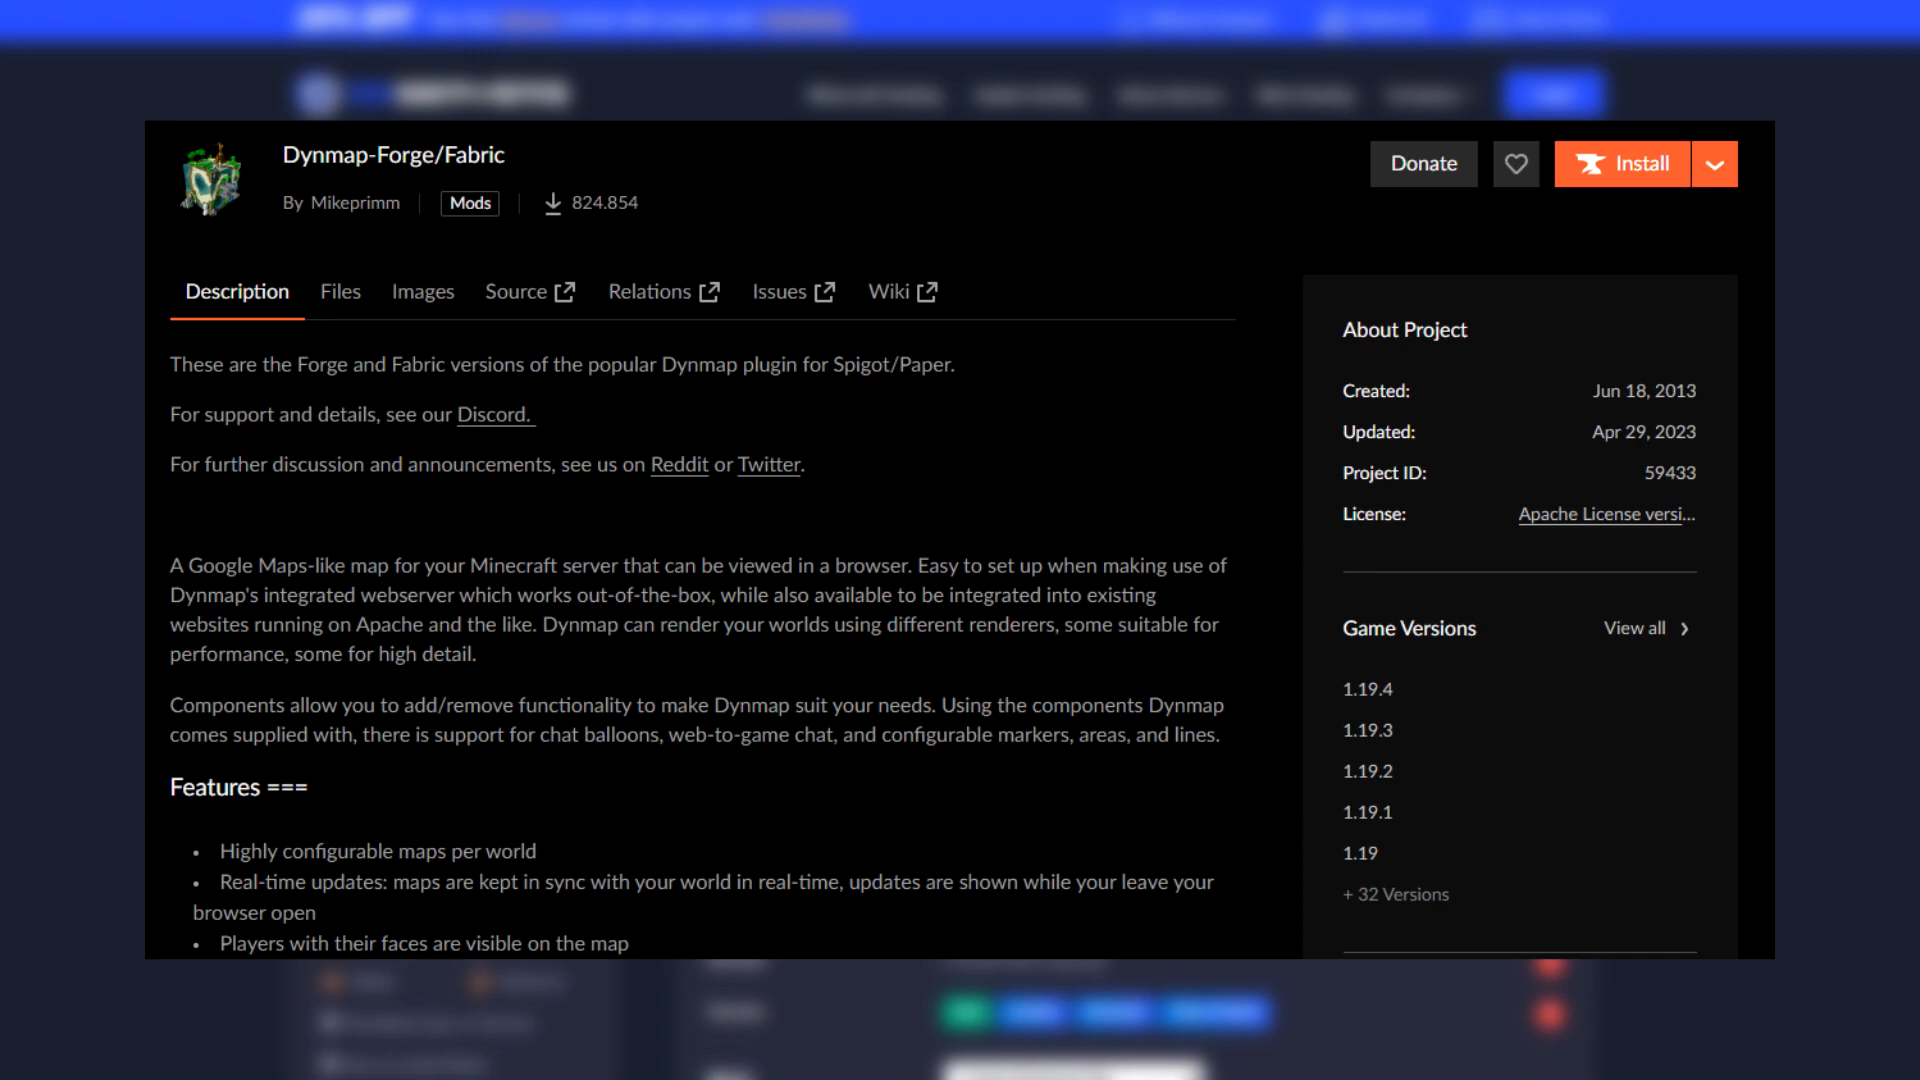 Dynmap-Forge/Fabric
By Mikeprimm
Mods
824.854
Donate
Install
Description
Files
Images
Source
Relations
Issues
Wiki
These are the Forge and Fabric versions of the popular Dynmap plugin for Spigot/Paper.
For support and details, see our Discord.
For further discussion and announcements, see us on Reddit or Twitter.
A Google Maps-like map for your Minecraft server that can be viewed in a browser. Easy to set up when making use of
Dynmap's integrated webserver which works out-of-the-box, while also available to be integrated into existing
websites running on Apache and the like. Dynmap can render your worlds using different renderers, some suitable for
performance, some for high detail.
Components allow you to add/remove functionality to make Dynmap suit your needs. Using the components Dynmap
comes supplied with, there is support for chat balloons, web-to-game chat, and configurable markers, areas, and lines.
Features ===
• Highly configurable maps per world
• Real-time updates: maps are kept in sync with your world in real-time, updates are shown while your leave your
browser open
• Players with their faces are visible on the map
About Project
Created: Jun 18, 2013
Updated: Apr 29, 2023
Project ID: 59433
License: Apache License versi...
Game Versions
View all
1.19.4
1.19.3
1.19.2
1.19.1
1.19
+ 32 Versions